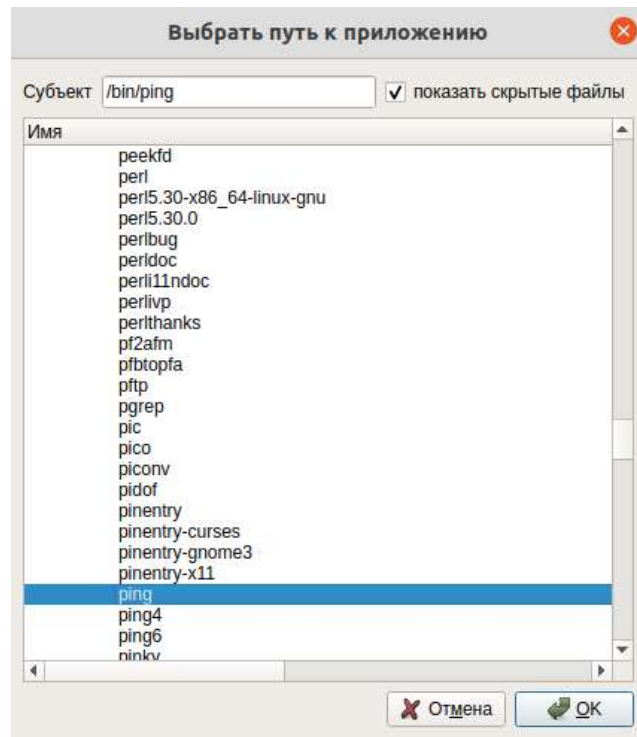 Выбрать путь к приложению
Субъект /bin/ping показать скрытые файлы
Имя
peekfd
perl
perl5.30-x86_64-linux-gnu
perl5.30.0
perlbug
perldoc
perli11ndoc
perlivp
perlthanks
pf2afm
pfbtopfa
pftp
pgrep
pic
pico
piconv
pidof
pinentry
pinentry-curses
pinentry-gnome3
pinentry-x11
ping
ping4
ping6
pinky
Отмена OK